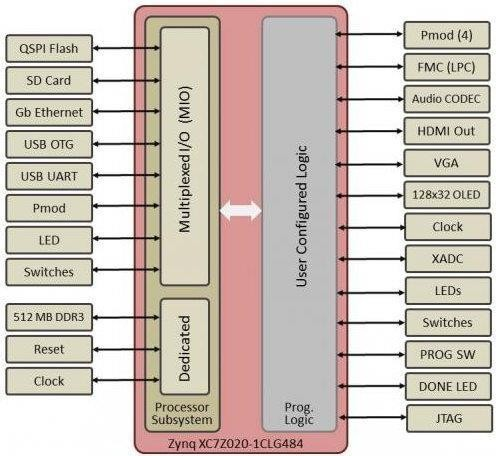 QSPI Flash
SD Card
Gb Ethernet
USB OTG
USB UART
Pmod
LED
Switches
512 MB DDR3
Reset
Clock
Multiplexed I/O (MIO)
Dedicated
Processor
Subsystem
User Configured Logic
Prog.
Logic
Zynq XC7Z020-1CLG484
Pmod (4)
FMC (LPC)
Audio CODEC
HDMI Out
VGA
128x32 OLED
Clock
XADC
LEDs
Switches
PROG SW
DONE LED
JTAG